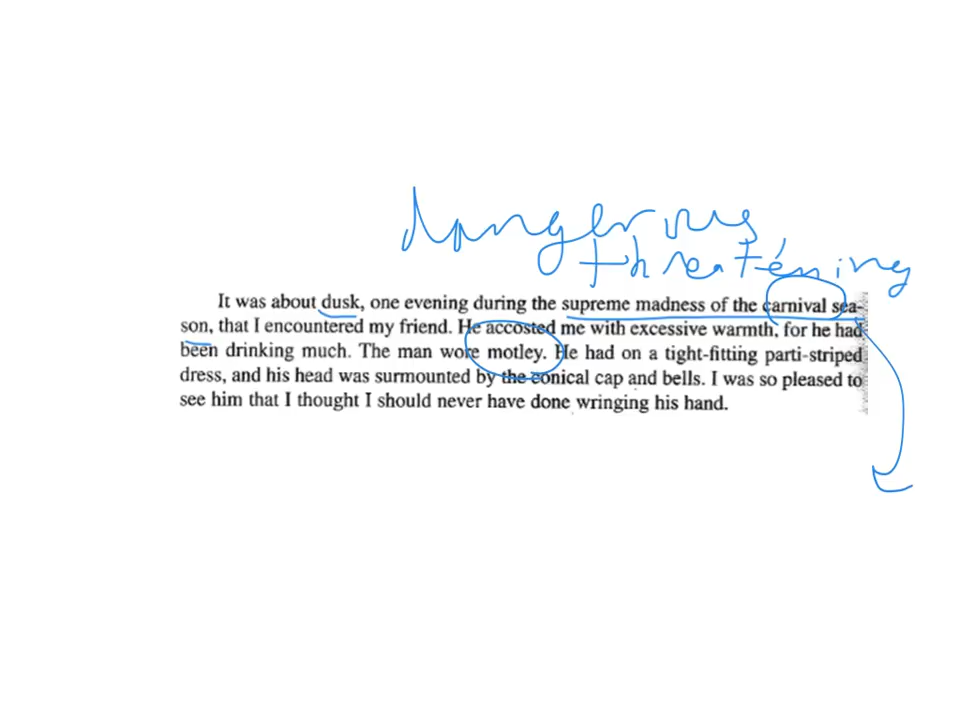 dangerous
threatening
It was about dusk, one evening during the supreme madness of the carnival sea-
son, that I encountered my friend. He accosted me with excessive warmth, for he had
been drinking much. The man wore motley. He had on a tight-fitting parti-striped
dress, and his head was surmounted by the conical cap and bells. I was so pleased to
see him that I thought I should never have done wringing his hand.